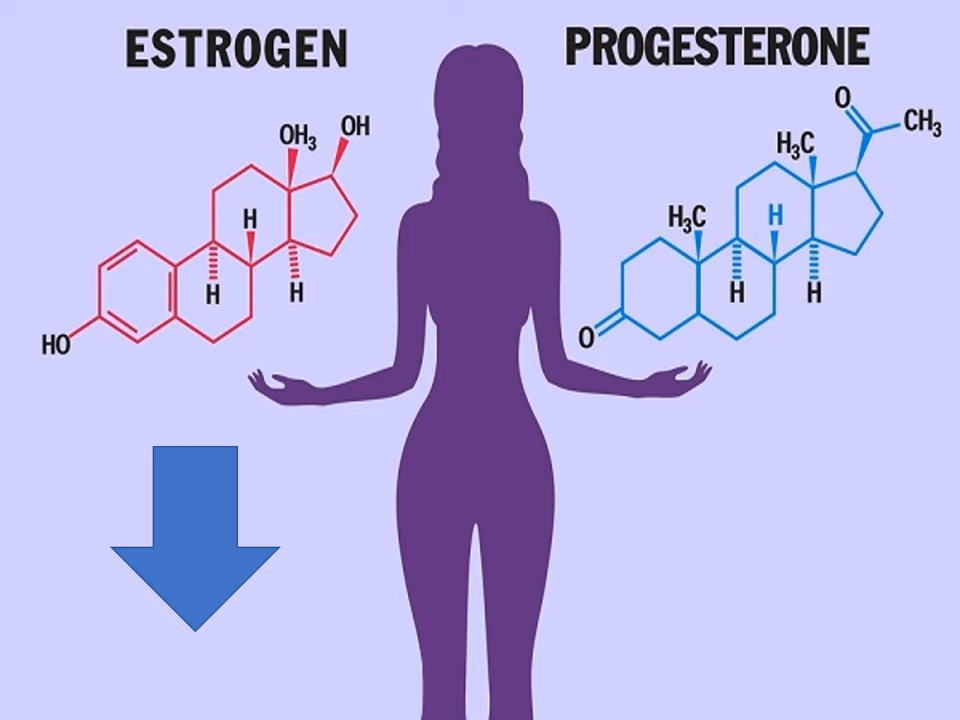 ESTROGEN
PROGESTERONE
OH₃
OH
H
H
H
HO
O
CH₃
H₃C
H₃C
H
H
H
O